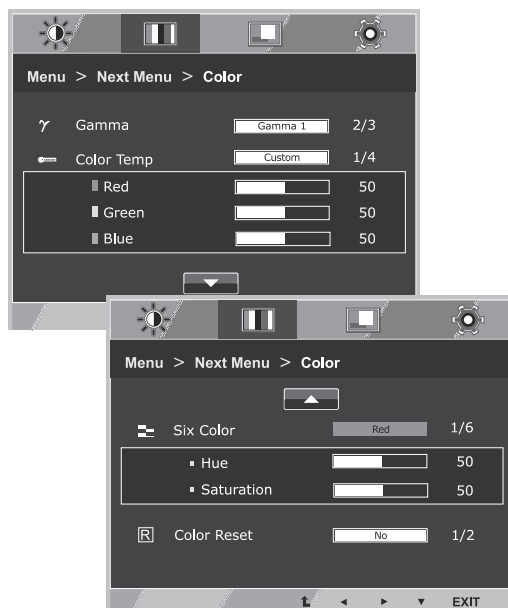 Menu > Next Menu > Color
γ Gamma Gamma 1 2/3
Color Temp Custom 1/4
Red 50
Green 50
Blue 50
Menu > Next Menu > Color
Six Color Red 1/6
Hue 50
Saturation 50
R Color Reset No 1/2
EXIT